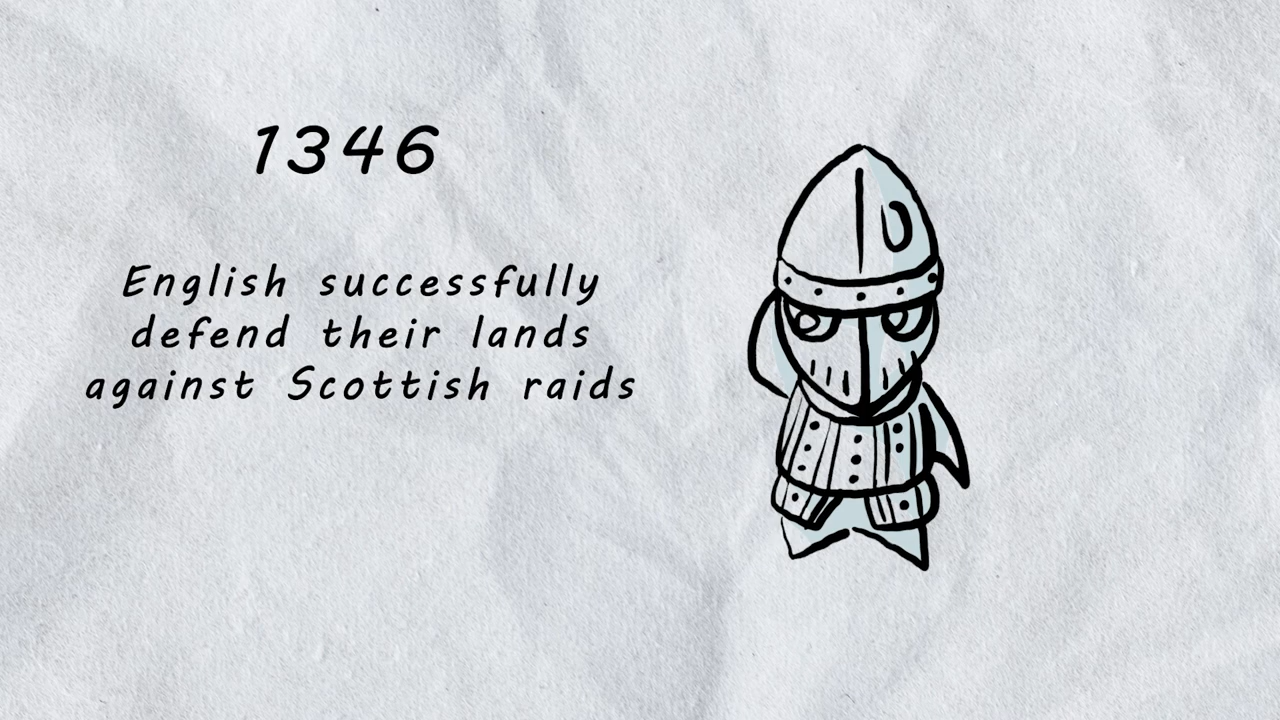 1346
English successfully
defend their lands
against Scottish raids